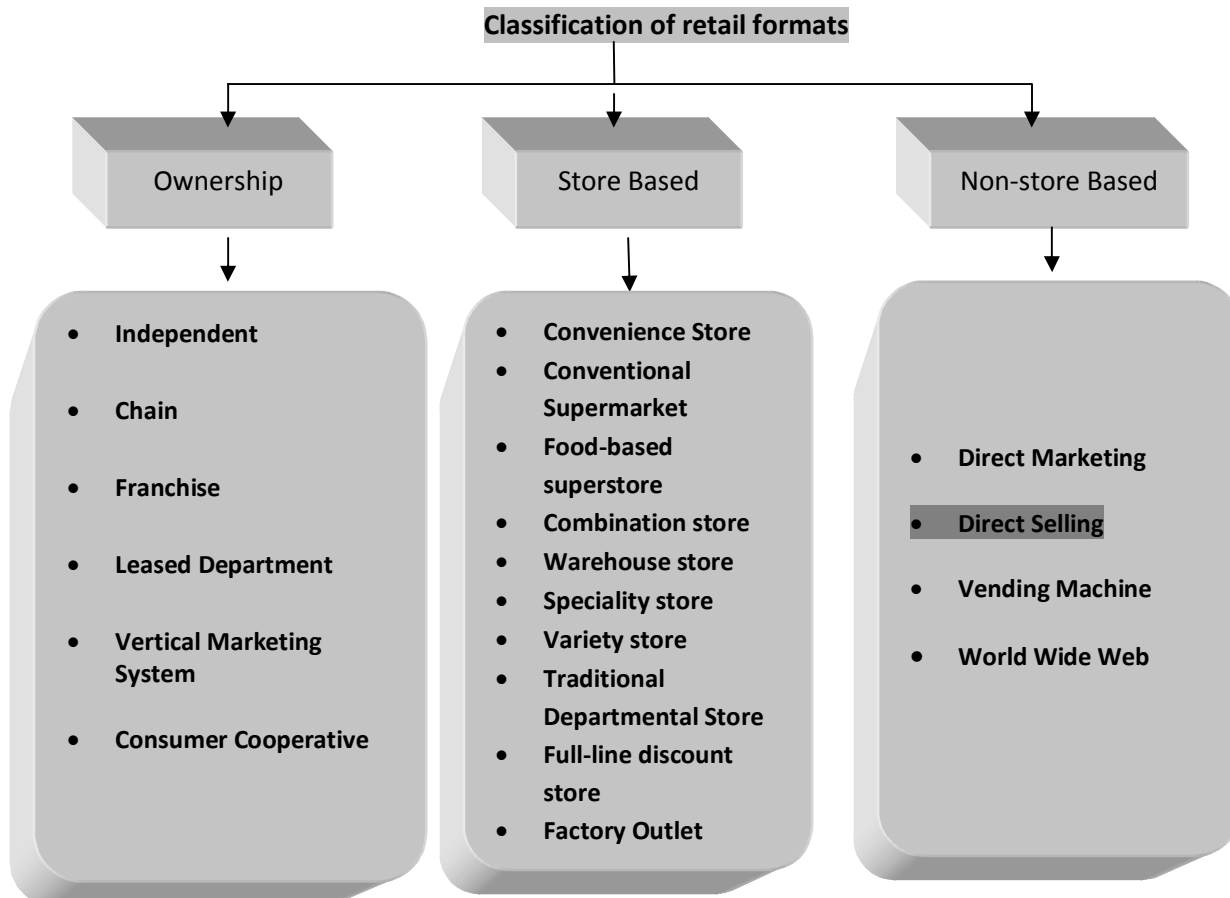 Classification of retail formats
Ownership
Store Based
Non-store Based
• Independent
• Chain
• Franchise
• Leased Department
• Vertical Marketing
System
• Consumer Cooperative
• Convenience Store
• Conventional
Supermarket
• Food-based
superstore
• Combination store
• Warehouse store
• Speciality store
• Variety store
• Traditional
Departmental Store
• Full-line discount
store
• Factory Outlet
• Direct Marketing
• Direct Selling
• Vending Machine
• World Wide Web